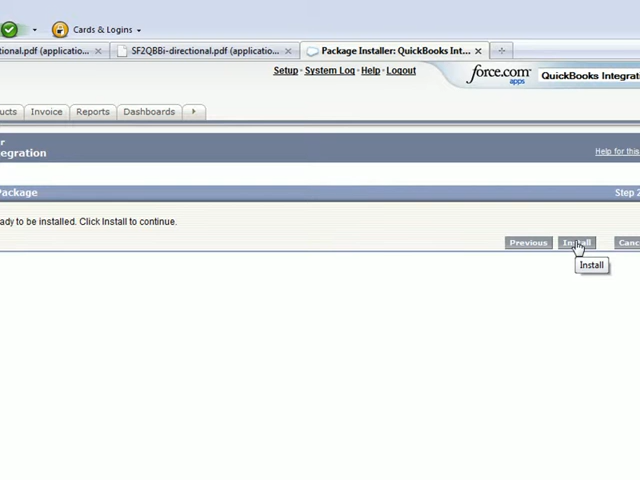 Cards & Logins
tional.pdf (applicatio...
SF2QBBi-directional.pdf (applicatio...
Package Installer: QuickBooks Int...
Setup · System Log · Help · Logout
force.com
apps
QuickBooks Integrati
ucts
Invoice
Reports
Dashboards
r
egration
Help for this
Package
Step 2
ady to be installed. Click Install to continue.
Previous
Install
Canc
Install